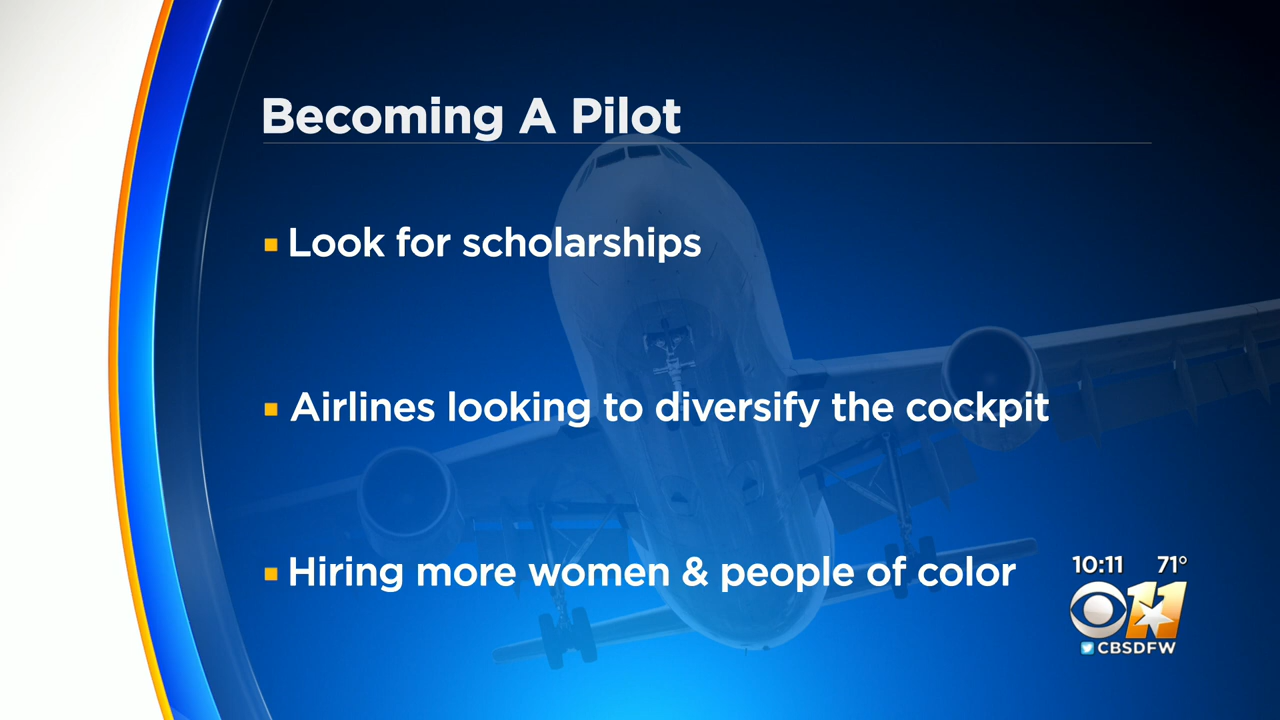 Becoming A Pilot
Look for scholarships
Airlines looking to diversify the cockpit
Hiring more women & people of color
10:11 71°
11
CBSDFW